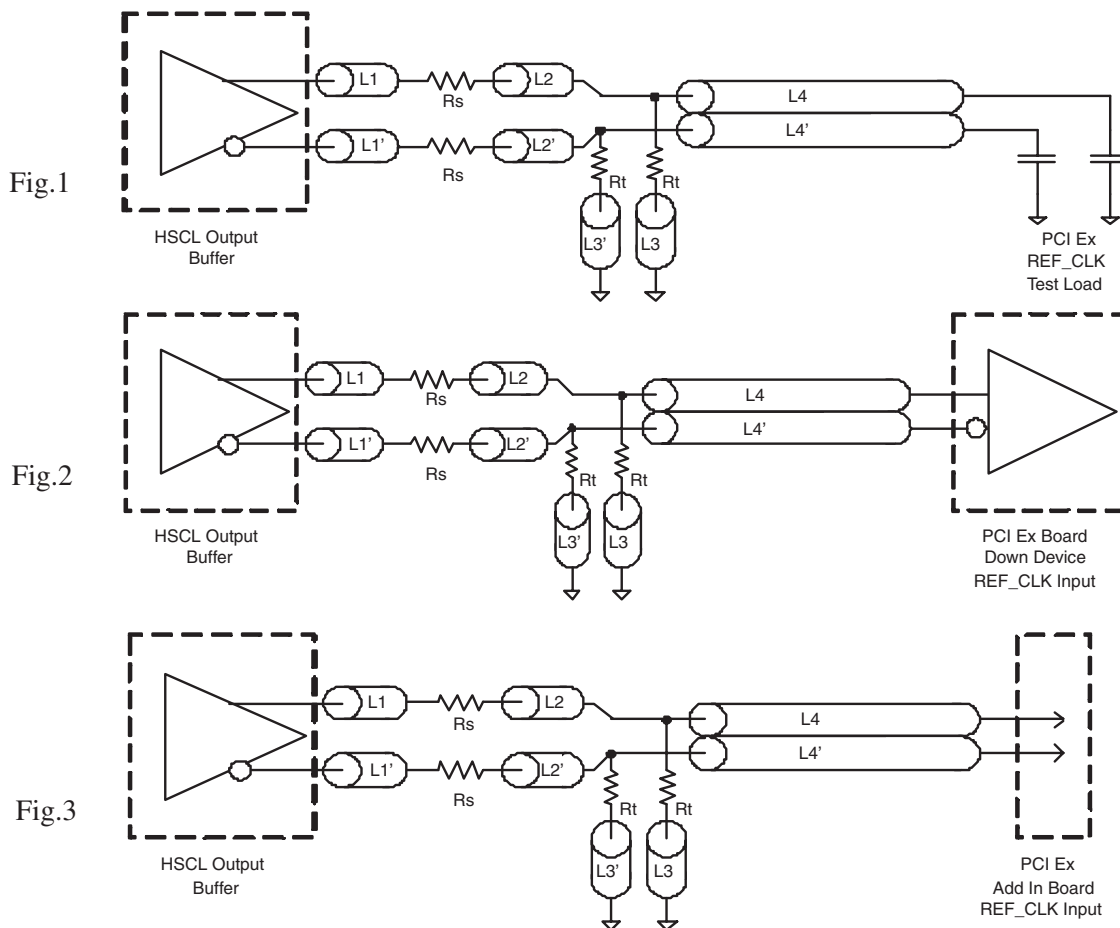 L1
Rs
L2
L4
L1'
Rs
L2'
L4'
Rt
Rt
L3'
L3
Fig.1
HSCL Output
Buffer
PCI Ex
REF_CLK
Test Load
L1
Rs
L2
L4
L1'
Rs
L2'
L4'
Rt
Rt
L3'
L3
Fig.2
HSCL Output
Buffer
PCI Ex Board
Down Device
REF_CLK Input
L1
Rs
L2
L4
L1'
Rs
L2'
L4'
Rt
Rt
L3'
L3
Fig.3
HSCL Output
Buffer
PCI Ex
Add In Board
REF_CLK Input